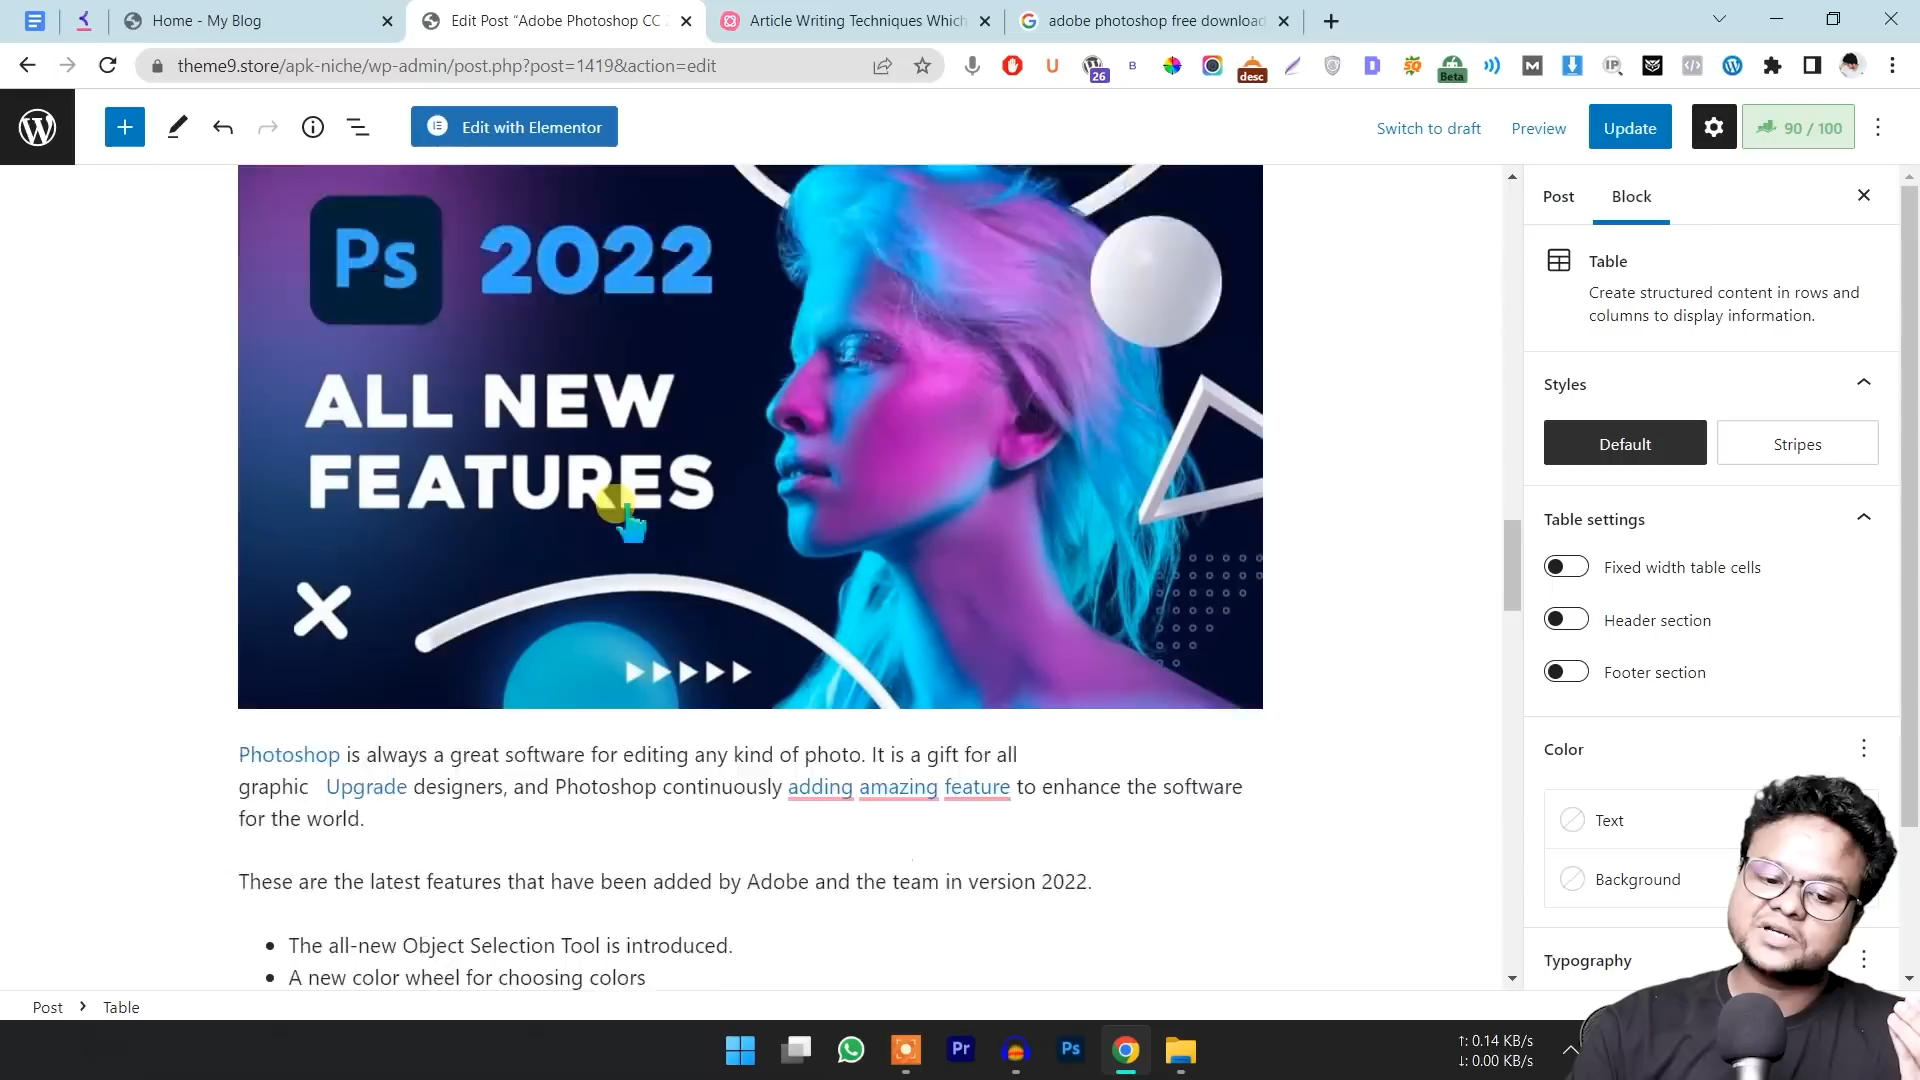 Home - My Blog
Edit Post “Adobe Photoshop CC
Article Writing Techniques Which
adobe photoshop free download
theme9.store/apk-niche/wp-admin/post.php?post=1419&action=edit
26
B
desc
Beta
IP
Edit with Elementor
Switch to draft
Preview
Update
90 / 100
Ps 2022
ALL NEW
FEATURES
Photoshop is always a great software for editing any kind of photo. It is a gift for all
graphic Upgrade designers, and Photoshop continuously adding amazing feature to enhance the software
for the world.
These are the latest features that have been added by Adobe and the team in version 2022.
• The all-new Object Selection Tool is introduced.
• A new color wheel for choosing colors
Post
Block
Table
Create structured content in rows and
columns to display information.
Styles
Default
Stripes
Table settings
Fixed width table cells
Header section
Footer section
Color
Text
Background
Typography
Post > Table
Pr
Ps
↑: 0.14 KB/s
↓: 0.00 KB/s